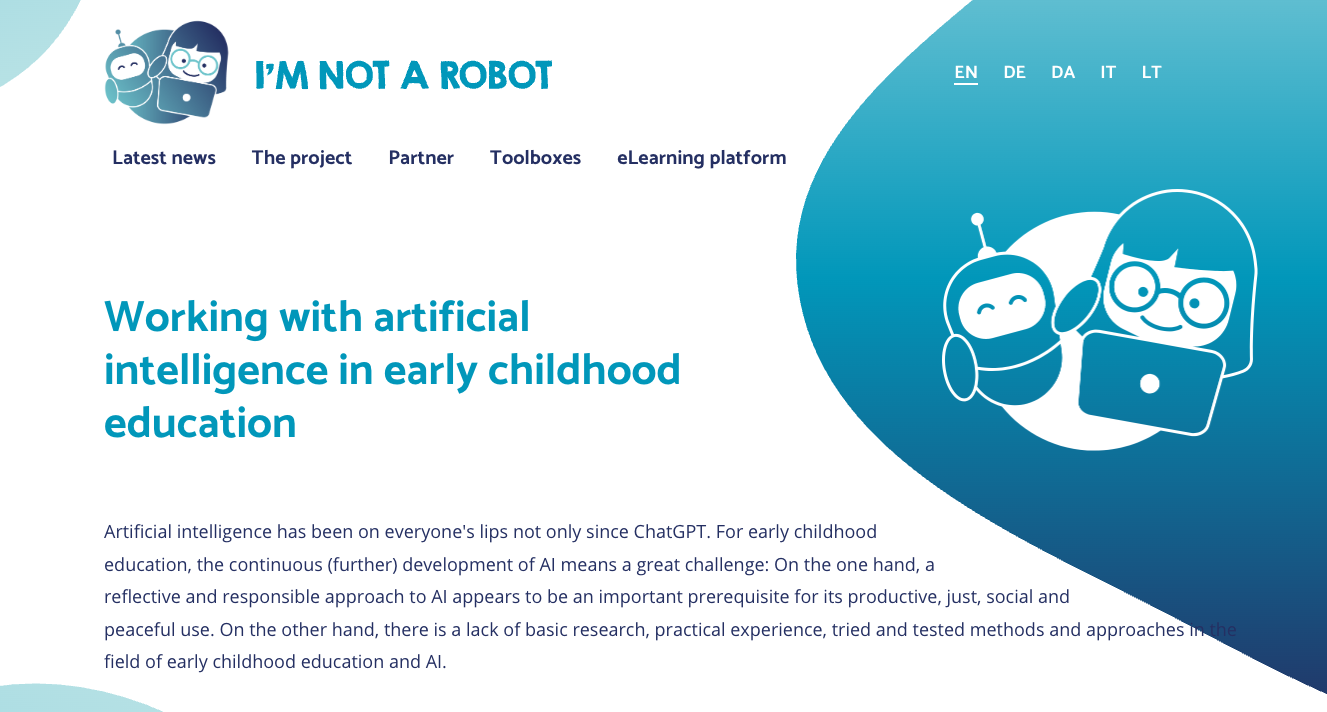 I'M NOT A ROBOT
EN DE DA IT LT
Latest news The project Partner Toolboxes eLearning platform
Working with artificial
intelligence in early childhood
education
Artificial intelligence has been on everyone's lips not only since ChatGPT. For early childhood
education, the continuous (further) development of AI means a great challenge: On the one hand, a
reflective and responsible approach to AI appears to be an important prerequisite for its productive, just, social and
peaceful use. On the other hand, there is a lack of basic research, practical experience, tried and tested methods and approaches in the
field of early childhood education and AI.